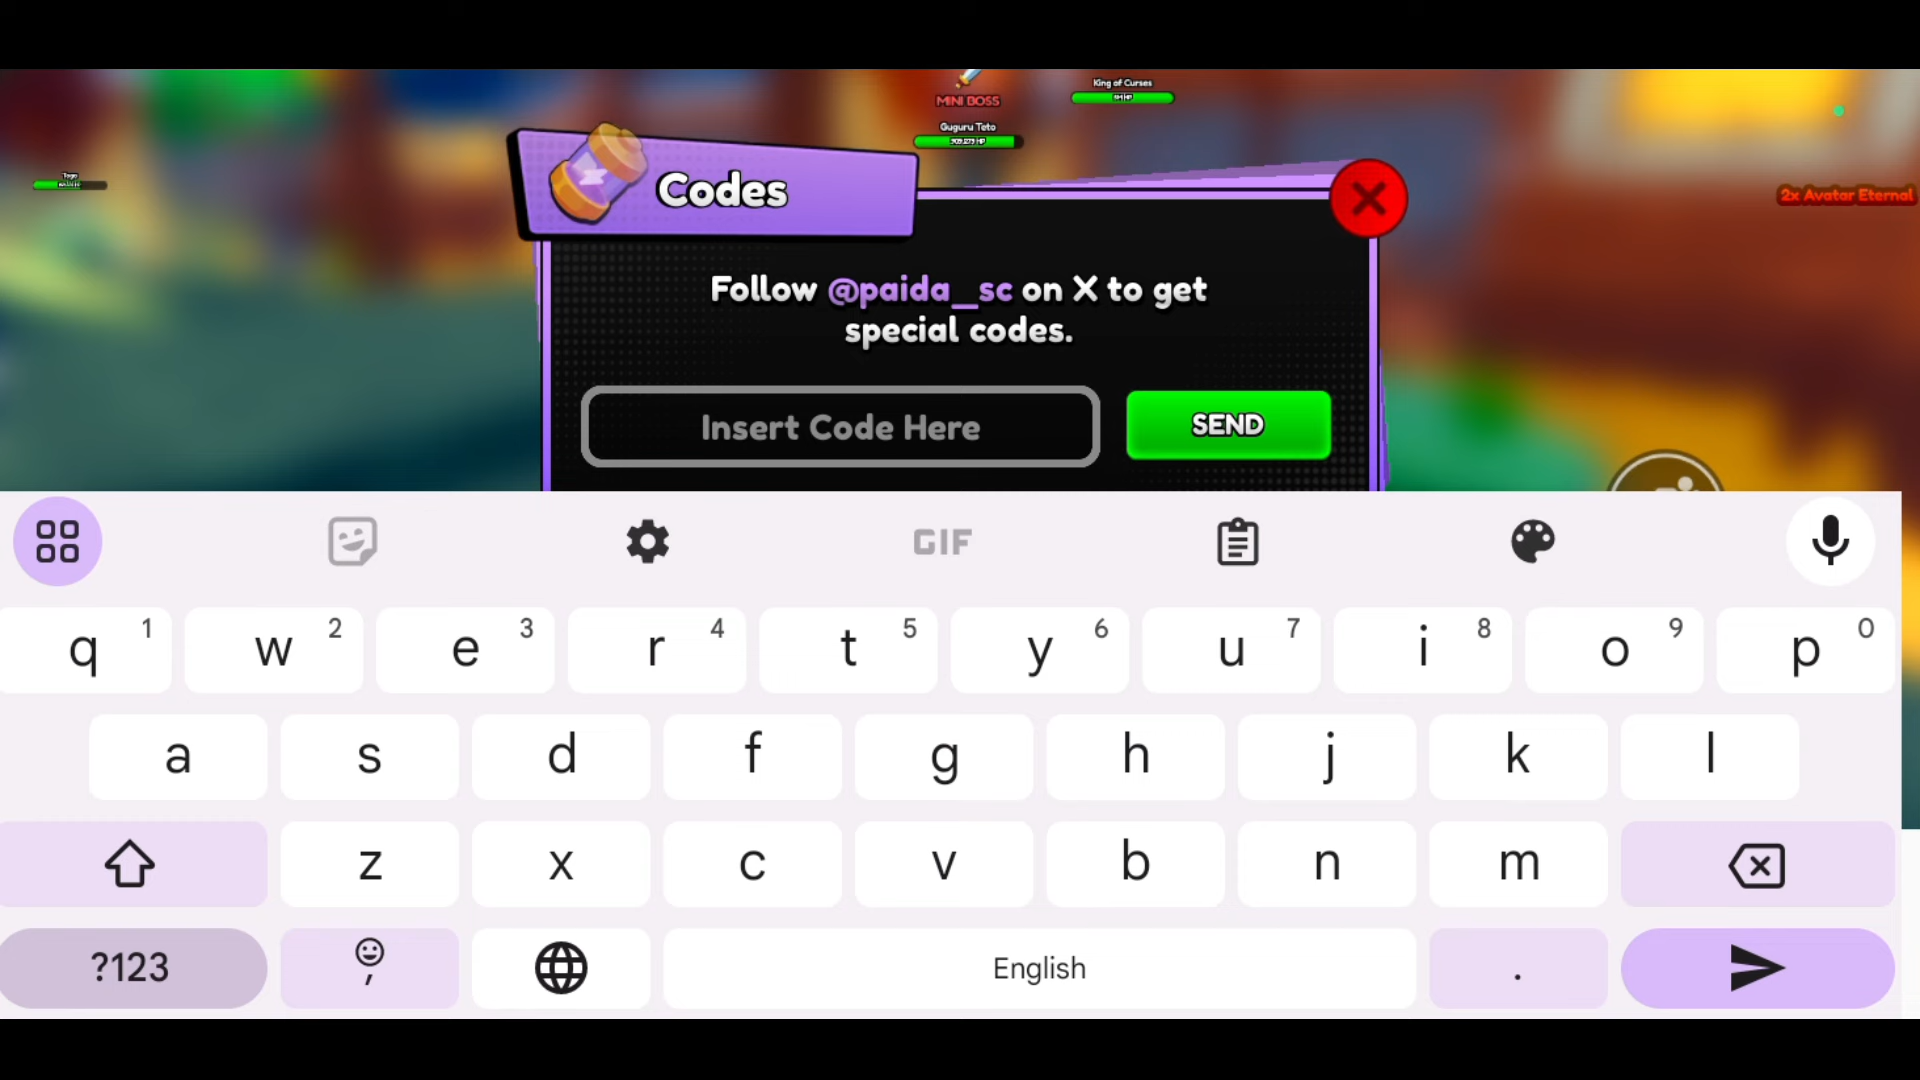 King of Curses
MINI BOSS
Guguru Toto
Codes
2x Avatar Eternal
Follow @paida_sc on X to get
special codes.
Insert Code Here
SEND
GIF
q 1 w 2 e 3 r 4 t 5 y 6 u 7 i 8 o 9 p 0
a s d f g h j k l
z x c v b n m
?123 , English .